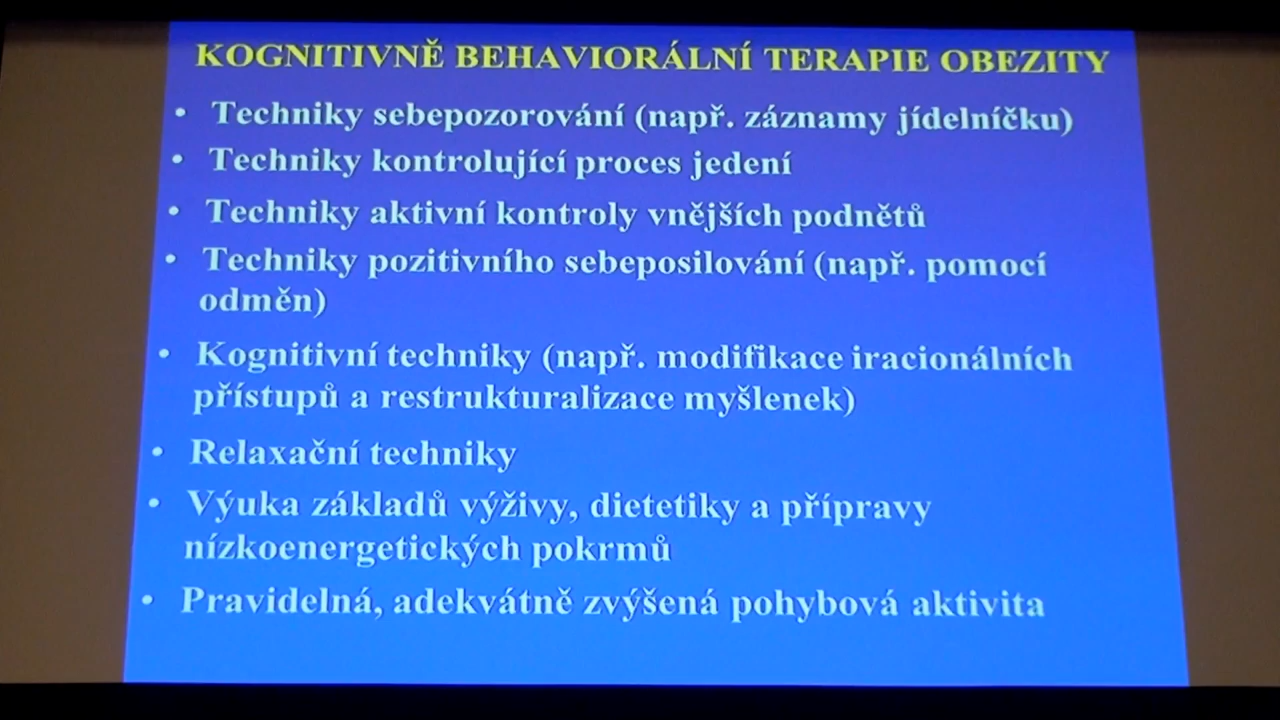 KOGNITIVNĚ BEHAVIORÁLNÍ TERAPIE OBEZITY
• Techniky sebepozorování (např. záznamy jídelníčku)
• Techniky kontrolující proces jedení
• Techniky aktivní kontroly vnějších podnětů
• Techniky pozitivního sebeposilování (např. pomocí
odměn)
• Kognitivní techniky (např. modifikace iracionálních
přístupů a restrukturalizace myšlenek)
• Relaxační techniky
• Výuka základů výživy, dietetiky a přípravy
nízkoenergetických pokrmů
• Pravidelná, adekvátně zvýšená pohybová aktivita